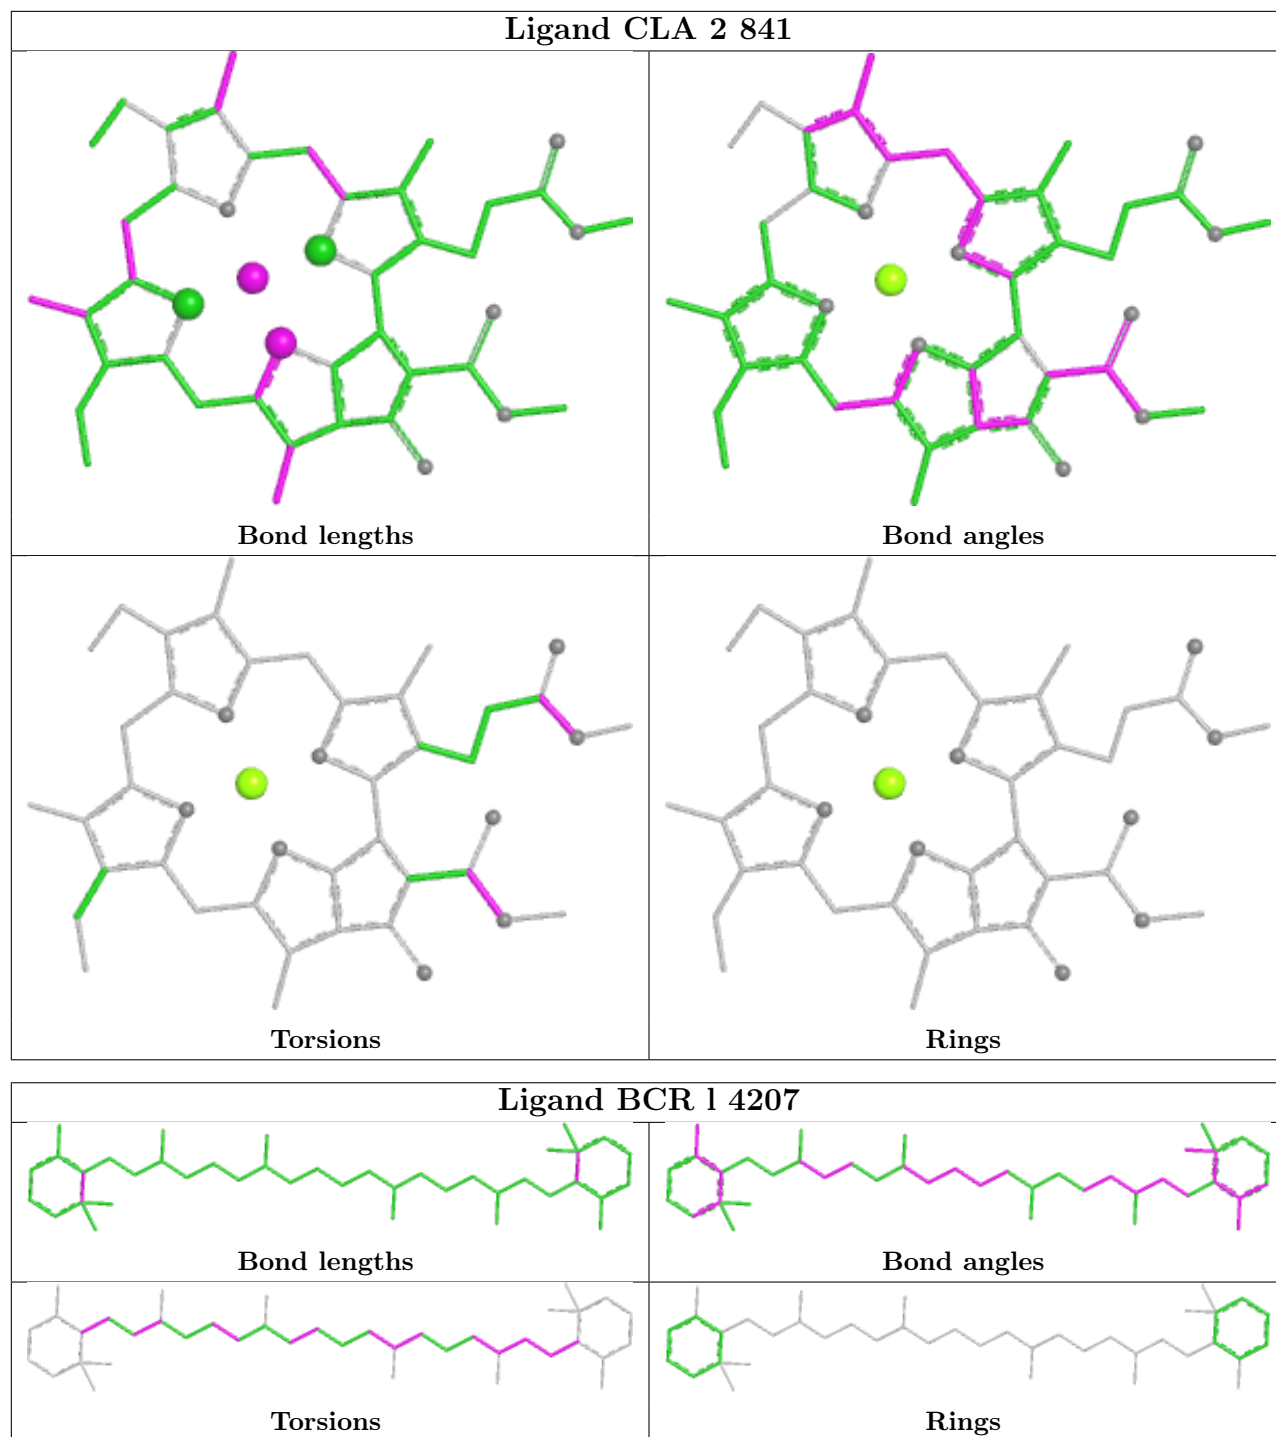 Ligand CLA 2 841
Bond lengths
Bond angles
Torsions
Rings
Ligand BCR l 4207
Bond lengths
Bond angles
Torsions
Rings